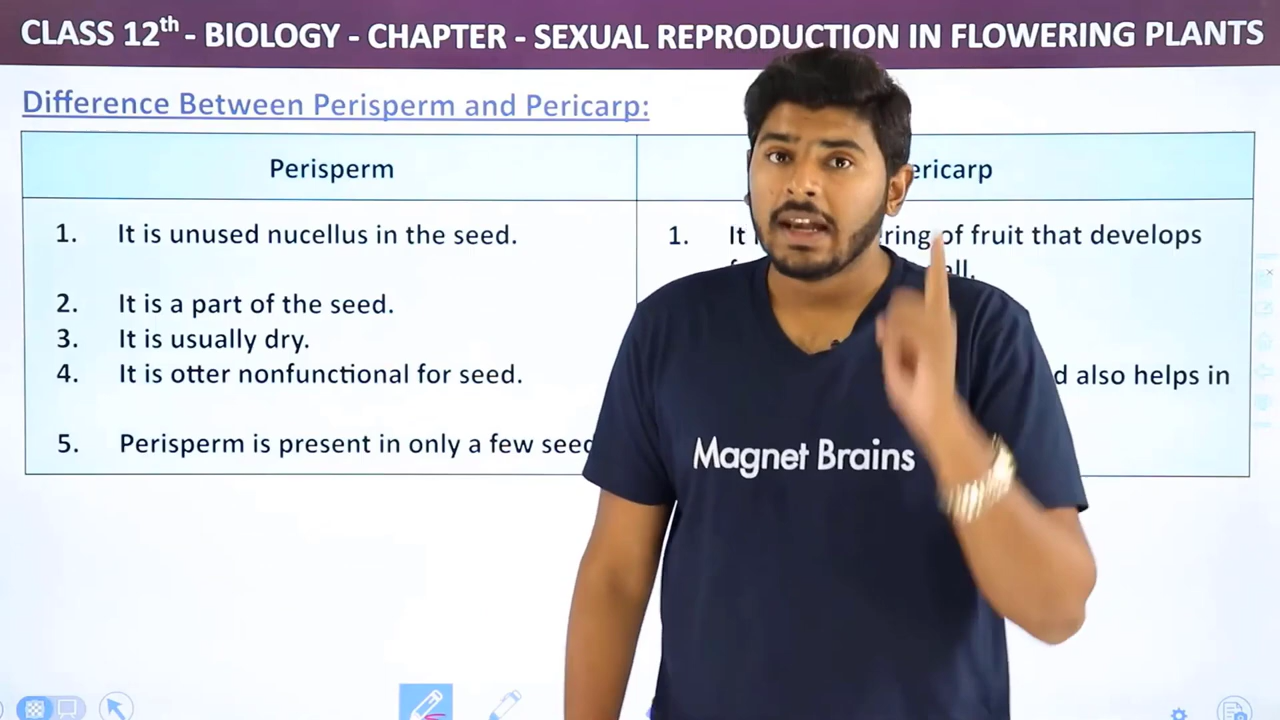 CLASS 12th - BIOLOGY - CHAPTER - SEXUAL REPRODUCTION IN FLOWERING PLANTS
Difference Between Perisperm and Pericarp:
Perisperm
ericarp
1. It is unused nucellus in the seed.
2. It is a part of the seed.
3. It is usually dry.
4. It is otter nonfunctional for seed.
5. Perisperm is present in only a few seed
1. It ring of fruit that develops
ell.
d also helps in
Magnet Brains